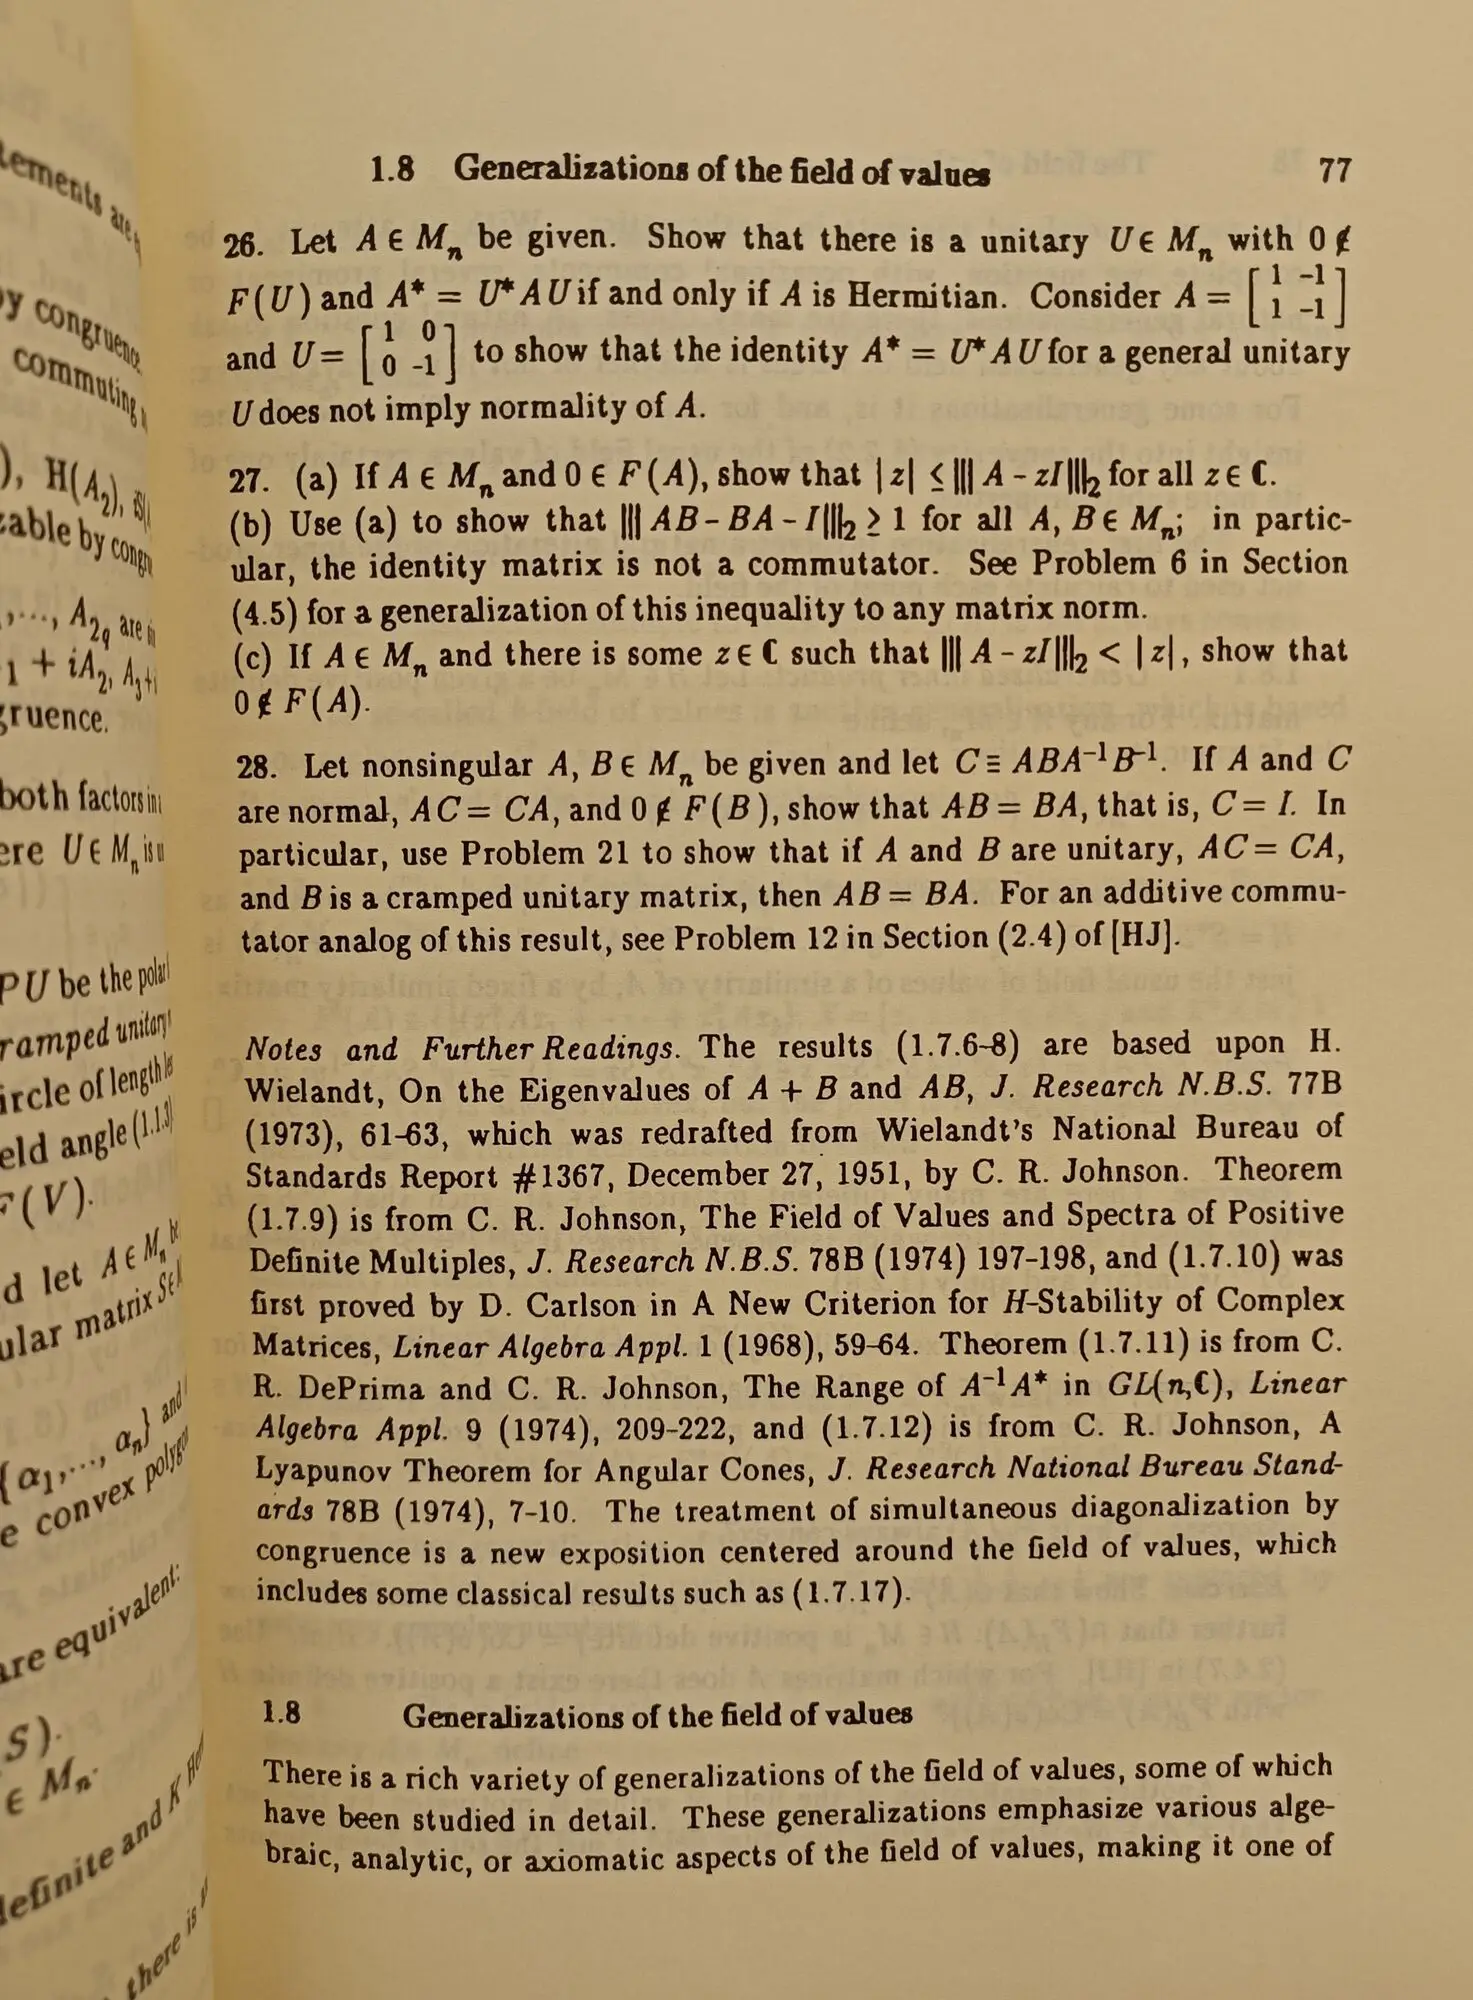 1.8 Generalizations of the field of values 77
26. Let A ∈ Mₙ be given. Show that there is a unitary U ∈ Mₙ with 0 ∉
F(U) and A* = U*AU if and only if A is Hermitian. Consider A = [1 -1; 1 -1]
and U = [1 0; 0 -1] to show that the identity A* = U*AU for a general unitary
U does not imply normality of A.
27. (a) If A ∈ Mₙ and 0 ∈ F(A), show that |z| ≤ ||| A - zI|||₂ for all z ∈ ℂ.
(b) Use (a) to show that ||| AB - BA - I|||₂ ≥ 1 for all A, B ∈ Mₙ; in partic-
ular, the identity matrix is not a commutator. See Problem 6 in Section
(4.5) for a generalization of this inequality to any matrix norm.
(c) If A ∈ Mₙ and there is some z ∈ ℂ such that ||| A - zI|||₂ < |z|, show that
0 ∉ F(A).
28. Let nonsingular A, B ∈ Mₙ be given and let C ≡ ABA⁻¹B⁻¹. If A and C
are normal, AC = CA, and 0 ∉ F(B), show that AB = BA, that is, C = I. In
particular, use Problem 21 to show that if A and B are unitary, AC = CA,
and B is a cramped unitary matrix, then AB = BA. For an additive commu-
tator analog of this result, see Problem 12 in Section (2.4) of [HJ].
Notes and Further Readings. The results (1.7.6-8) are based upon H.
Wielandt, On the Eigenvalues of A + B and AB, J. Research N.B.S. 77B
(1973), 61-63, which was redrafted from Wielandt's National Bureau of
Standards Report #1367, December 27, 1951, by C. R. Johnson. Theorem
(1.7.9) is from C. R. Johnson, The Field of Values and Spectra of Positive
Definite Multiples, J. Research N.B.S. 78B (1974) 197-198, and (1.7.10) was
first proved by D. Carlson in A New Criterion for H-Stability of Complex
Matrices, Linear Algebra Appl. 1 (1968), 59-64. Theorem (1.7.11) is from C.
R. DePrima and C. R. Johnson, The Range of A⁻¹A* in GL(n,ℂ), Linear
Algebra Appl. 9 (1974), 209-222, and (1.7.12) is from C. R. Johnson, A
Lyapunov Theorem for Angular Cones, J. Research National Bureau Stand-
ards 78B (1974), 7-10. The treatment of simultaneous diagonalization by
congruence is a new exposition centered around the field of values, which
includes some classical results such as (1.7.17).
1.8 Generalizations of the field of values
There is a rich variety of generalizations of the field of values, some of which
have been studied in detail. These generalizations emphasize various alge-
braic, analytic, or axiomatic aspects of the field of values, making it one of